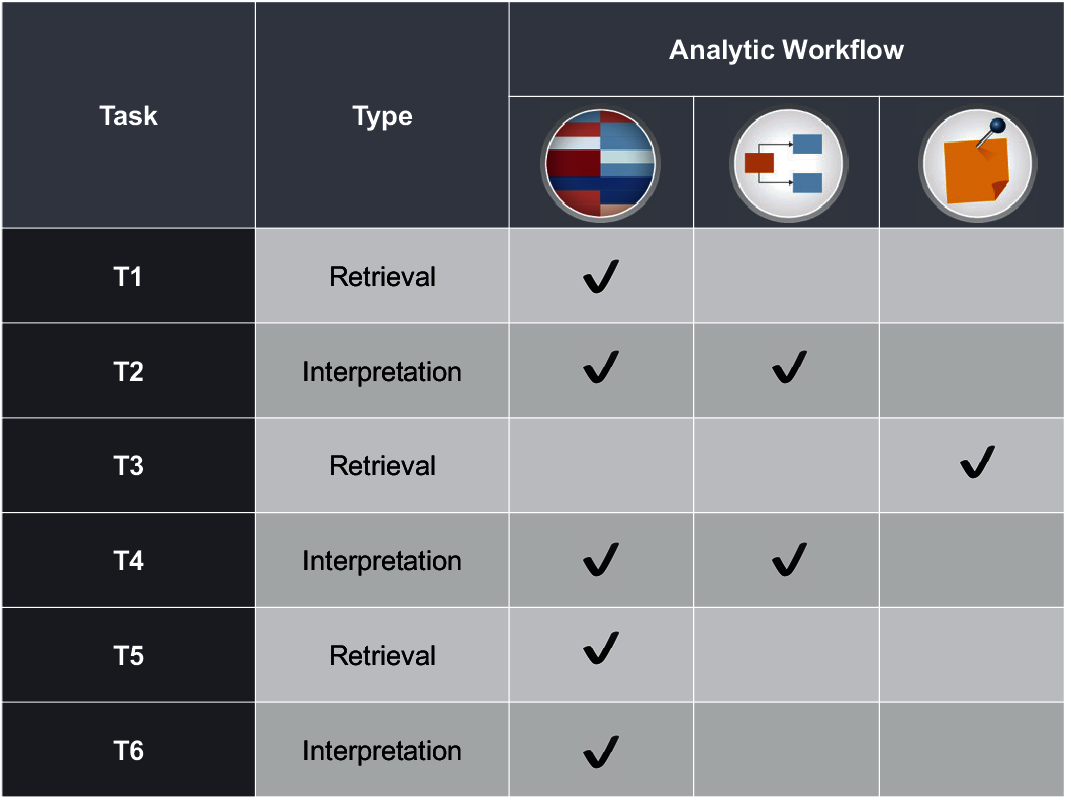 Task Type Analytic Workflow
T1 Retrieval ✔
T2 Interpretation ✔ ✔
T3 Retrieval ✔
T4 Interpretation ✔ ✔
T5 Retrieval ✔
T6 Interpretation ✔